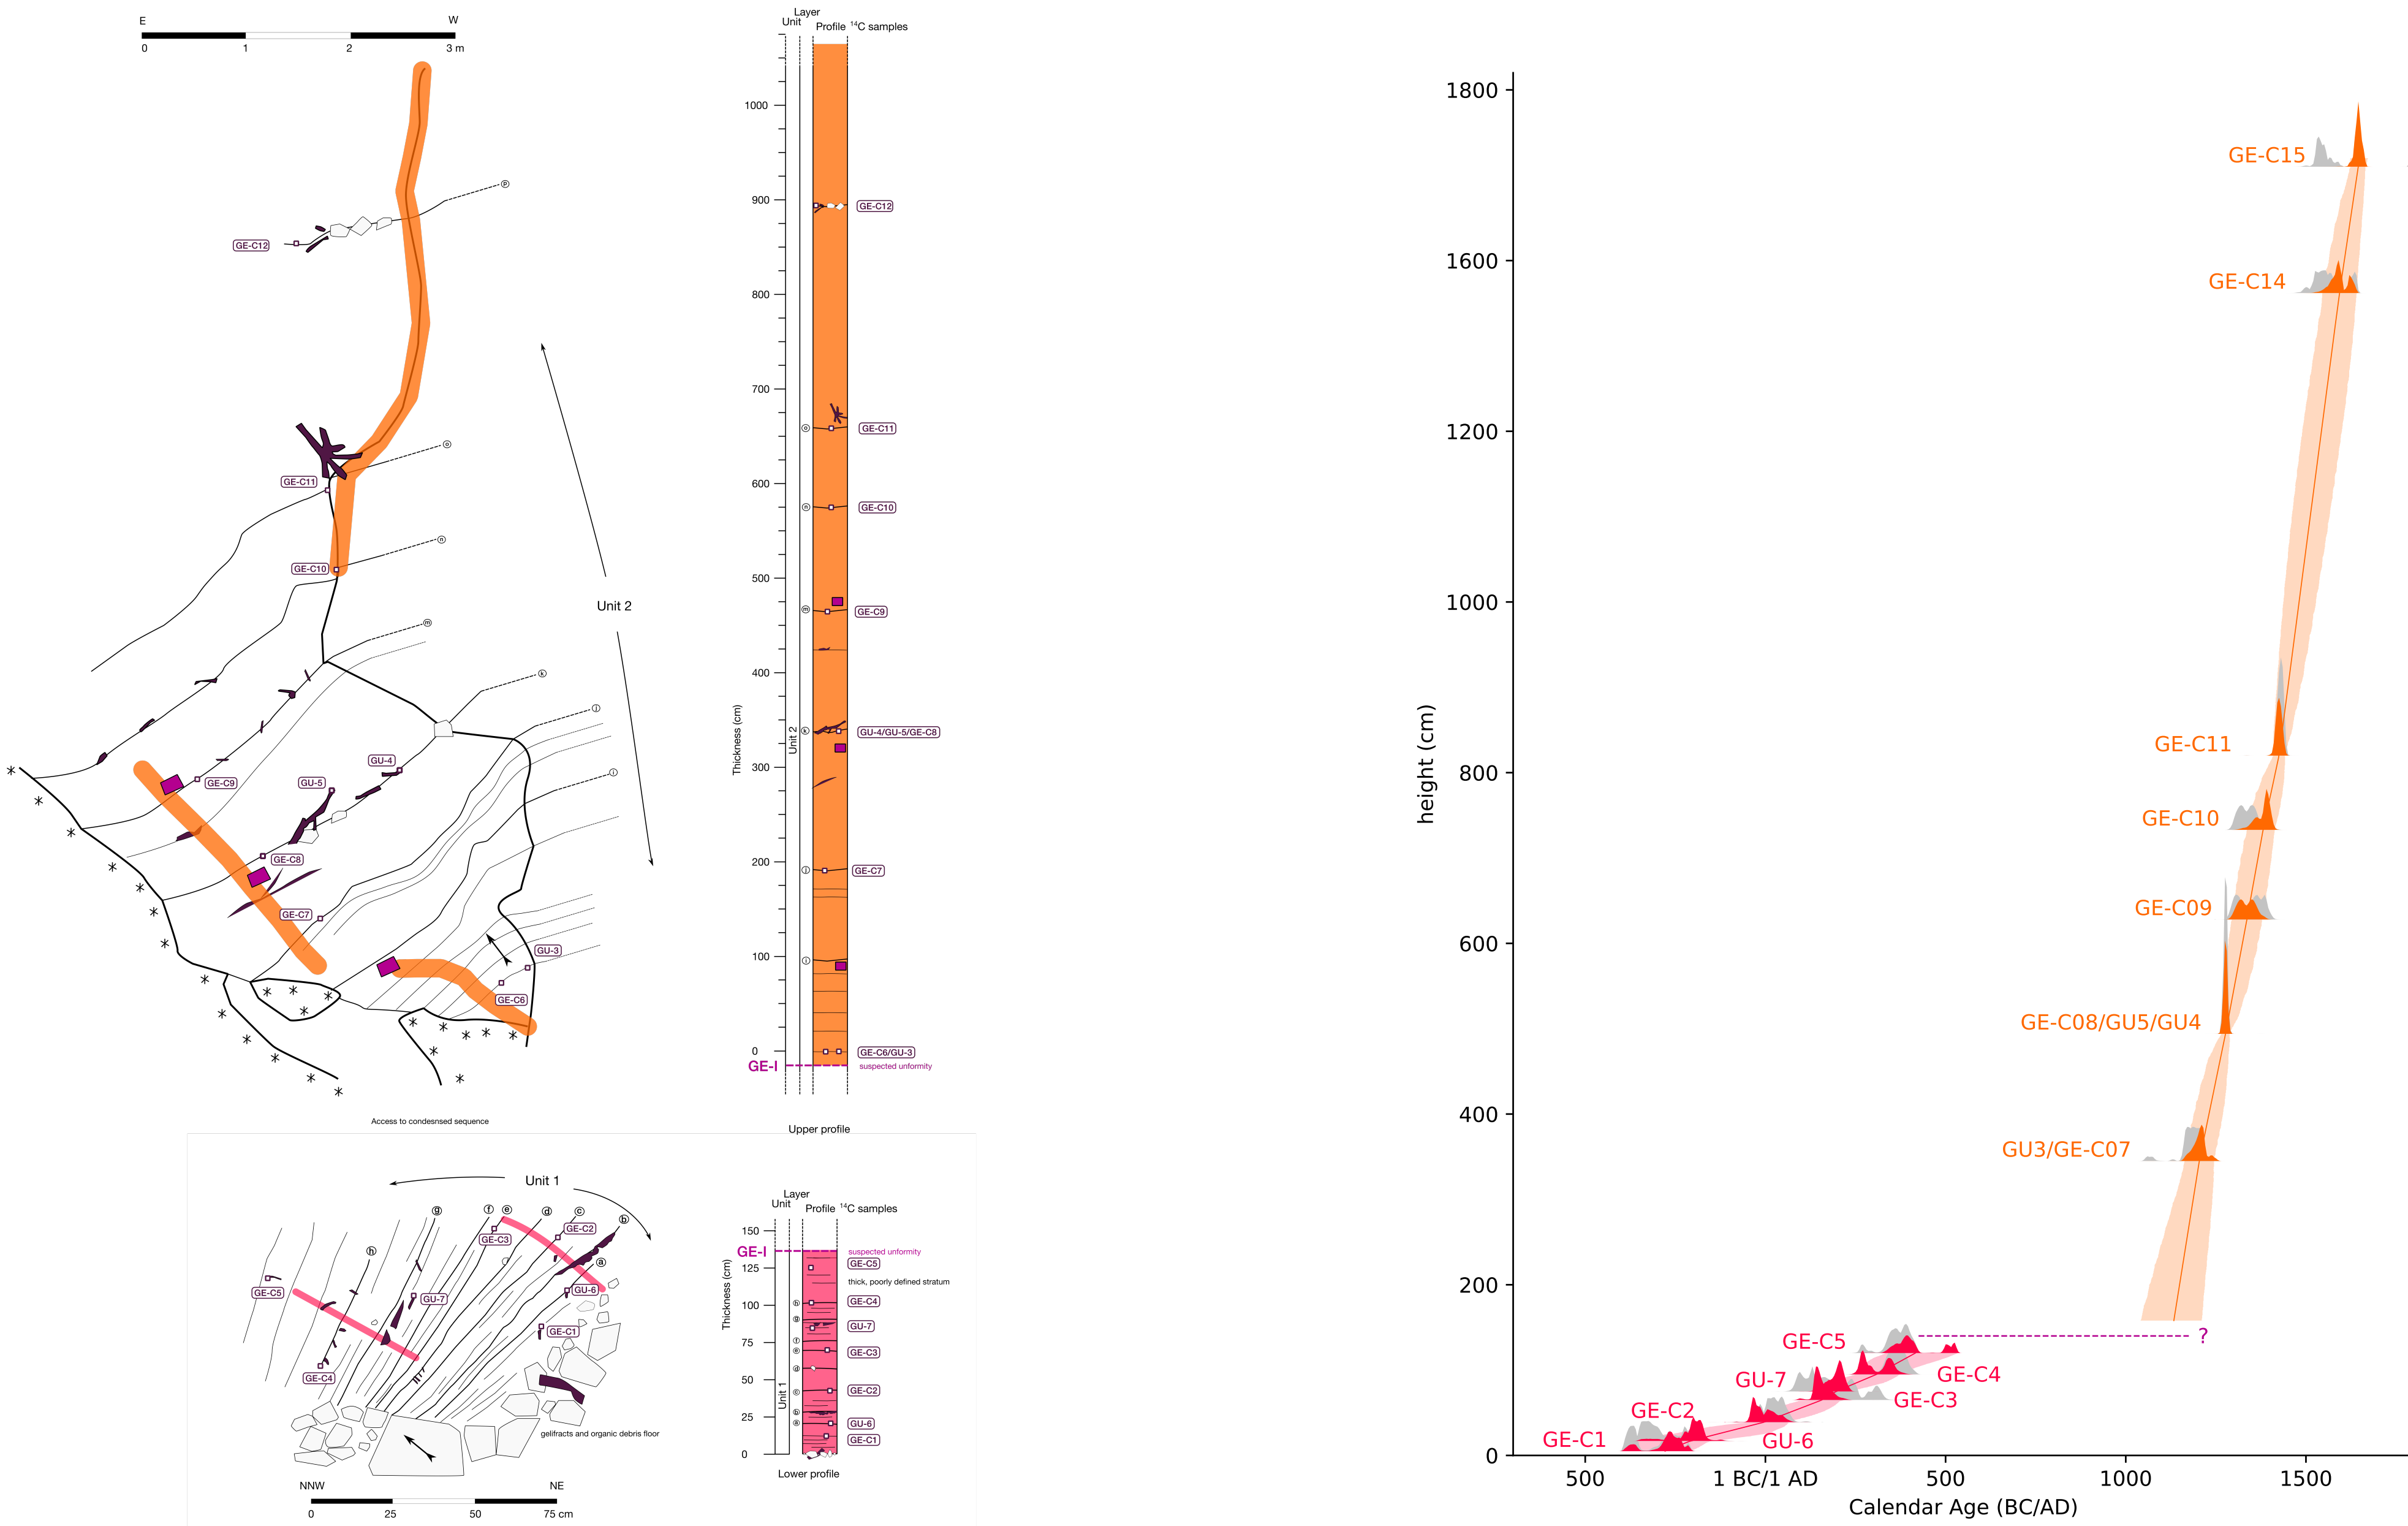 E W
0 1 2 3 m
GE-C12
p
GE-C11
o
GE-C10
n
m
Unit 2
k
j
i
GE-C9
GU-4
GU-5
GE-C8
GE-C7
GU-3
GE-C6
Access to condesnsed sequence
Layer
Unit
Profile 14C samples
1000
900
800
700
600
500
400
300
200
100
0
Thickness (cm)
Unit 2
GE-C12
o GE-C11
n GE-C10
m GE-C9
k GU-4/GU-5/GE-C8
j GE-C7
i
GE-C6/GU-3
GE-I suspected unformity
Upper profile
Unit 1
g f e d c b
h
a
GE-C3
GE-C2
GE-C5
GU-7
GU-6
GE-C1
GE-C4
gelifracts and organic debris floor
NNW NE
0 25 50 75 cm
Layer
Unit
Profile 14C samples
150
125
100
75
50
25
0
Thickness (cm)
Unit 1
GE-I suspected unformity
GE-C5
thick, poorly defined stratum
h GE-C4
g
GU-7
f
e GE-C3
d
c GE-C2
b
a GU-6
GE-C1
Lower profile
1800
1600
1200
1000
800
600
400
200
0
height (cm)
GE-C15
GE-C14
GE-C11
GE-C10
GE-C09
GE-C08/GU5/GU4
GU3/GE-C07
?
GE-C5
GE-C4
GU-7
GE-C3
GE-C2
GE-C1
GU-6
500 1 BC/1 AD 500 1000 1500
Calendar Age (BC/AD)